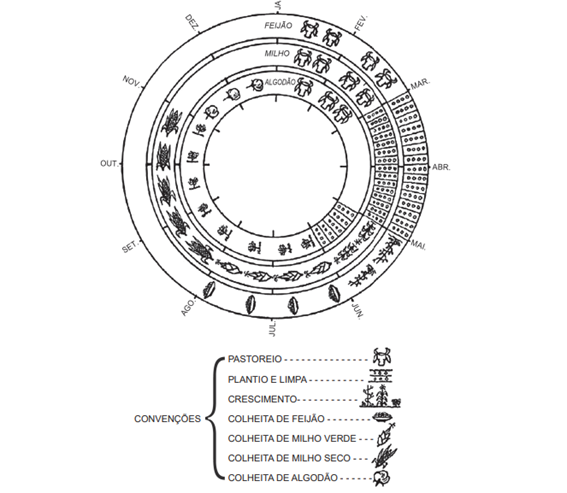 JA
FEV.
MAR.
ABR.
MAI.
JUN.
JUL.
AGO
SET.
OUT.
NOV.
DEZ.
FEIJÃO
MILHO
ALGODÃO
CONVENÇÕES
PASTOREIO
PLANTIO E LIMPA
CRESCIMENTO
COLHEITA DE FEIJÃO
COLHEITA DE MILHO VERDE
COLHEITA DE MILHO SECO
COLHEITA DE ALGODÃO